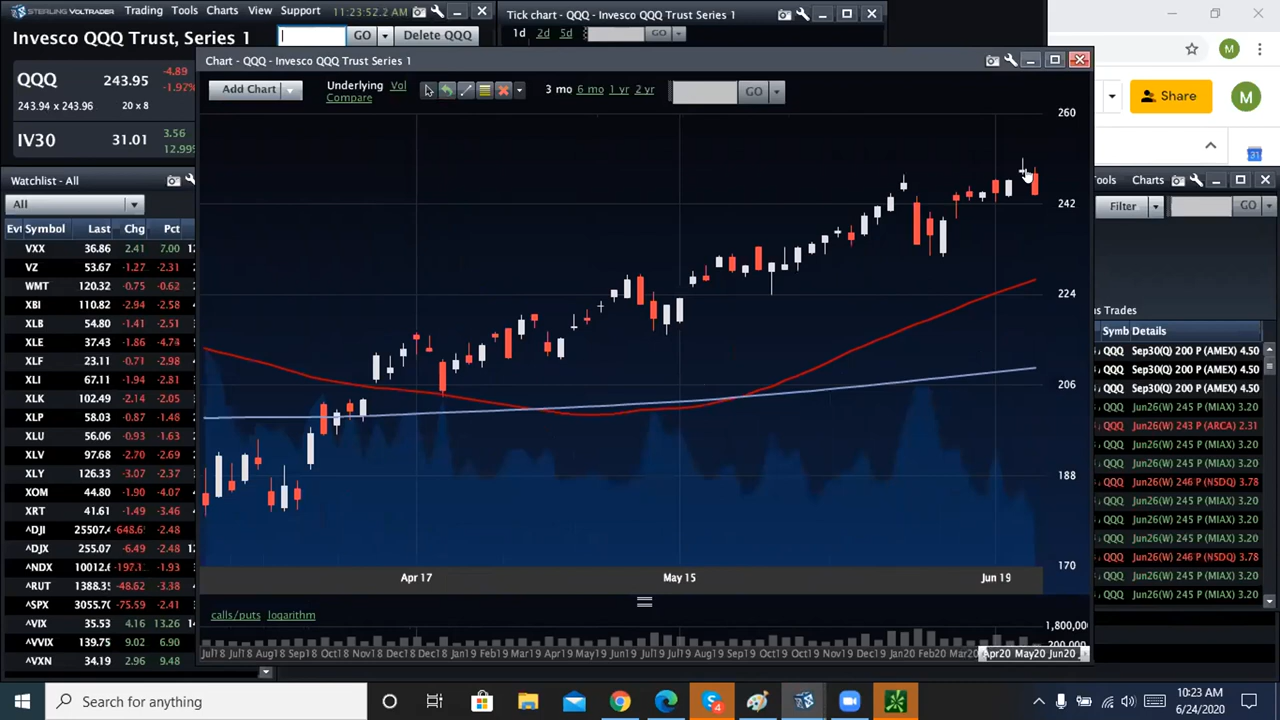 STERLING VOLTRADER Trading Tools Charts View Support 11:23:52.2 AM
Tick chart - QQQ - Invesco QQQ Trust Series 1
Invesco QQQ Trust, Series 1 GO Delete QQQ
1d 2d 5d GO
QQQ 243.95 -4.89
-1.97%
243.94 x 243.96 20 x 8
IV30 31.01 3.56
12.99%
Chart - QQQ - Invesco QQQ Trust Series 1
Add Chart Underlying Vol
Compare
3 mo 6 mo 1 yr 2 yr GO
M
Share M
31
Watchlist - All
All
Symbol Last Chg Pct
VXX 36.86 2.41 7.00
VZ 53.67 -1.27 -2.31
WMT 120.32 -0.75 -0.62
XBI 110.82 -2.94 -2.58
XLB 54.80 -1.41 -2.51
XLE 37.43 -1.86 -4.74
XLF 23.11 -0.71 -2.98
XLI 67.11 -1.94 -2.81
XLK 102.49 -2.14 -2.05
XLP 58.03 -0.87 -1.48
XLU 56.06 -0.93 -1.63
XLV 97.68 -2.70 -2.69
XLY 126.33 -3.07 -2.37
XOM 44.80 -1.90 -4.07
XRT 41.61 -1.49 -3.46
^DJI 25507.4 -648.6 -2.48
^DJX 255.07 -6.49 -2.48
^NDX 10012.6 -197.1 -1.93
^RUT 1388.35 -48.62 -3.38
^SPX 3055.70 -75.59 -2.41
^VIX 35.53 4.16 13.26
^VVIX 139.75 9.02 6.90
^VXN 34.19 2.96 9.48
260
242
224
206
188
170
Apr 17 May 15 Jun 19
calls/puts logarithm
1,800,00
200,00
Jul18 Jul18 Aug18 Sep18 Oct18 Nov18 Dec18 Dec18 Jan19 Feb19 Mar19 Apr19 May19 Jun19 Jul19 Aug19 Sep19 Oct19 Oct19 Nov19 Dec19 Jan20 Feb20 Mar20 Apr20 May20 Jun20
Tools Charts
Filter GO
us Trades
Symb Details
QQQ Sep30(Q) 200 P (AMEX) 4.50
QQQ Sep30(Q) 200 P (AMEX) 4.50
QQQ Sep30(Q) 200 P (AMEX) 4.50
QQQ Jun26(W) 245 P (MIAX) 3.20
QQQ Jun26(W) 243 P (ARCA) 2.31
QQQ Jun26(W) 245 P (MIAX) 3.20
QQQ Jun26(W) 245 P (MIAX) 3.20
QQQ Jun26(W) 246 P (NSDQ) 3.78
QQQ Jun26(W) 245 P (MIAX) 3.20
QQQ Jun26(W) 245 P (MIAX) 3.20
QQQ Jun26(W) 245 P (MIAX) 3.20
QQQ Jun26(W) 246 P (NSDQ) 3.78
QQQ Jun26(W) 245 P (MIAX) 3.20
QQQ Jun26(W) 245 P (MIAX) 3.20
Search for anything
4
10:23 AM
6/24/2020